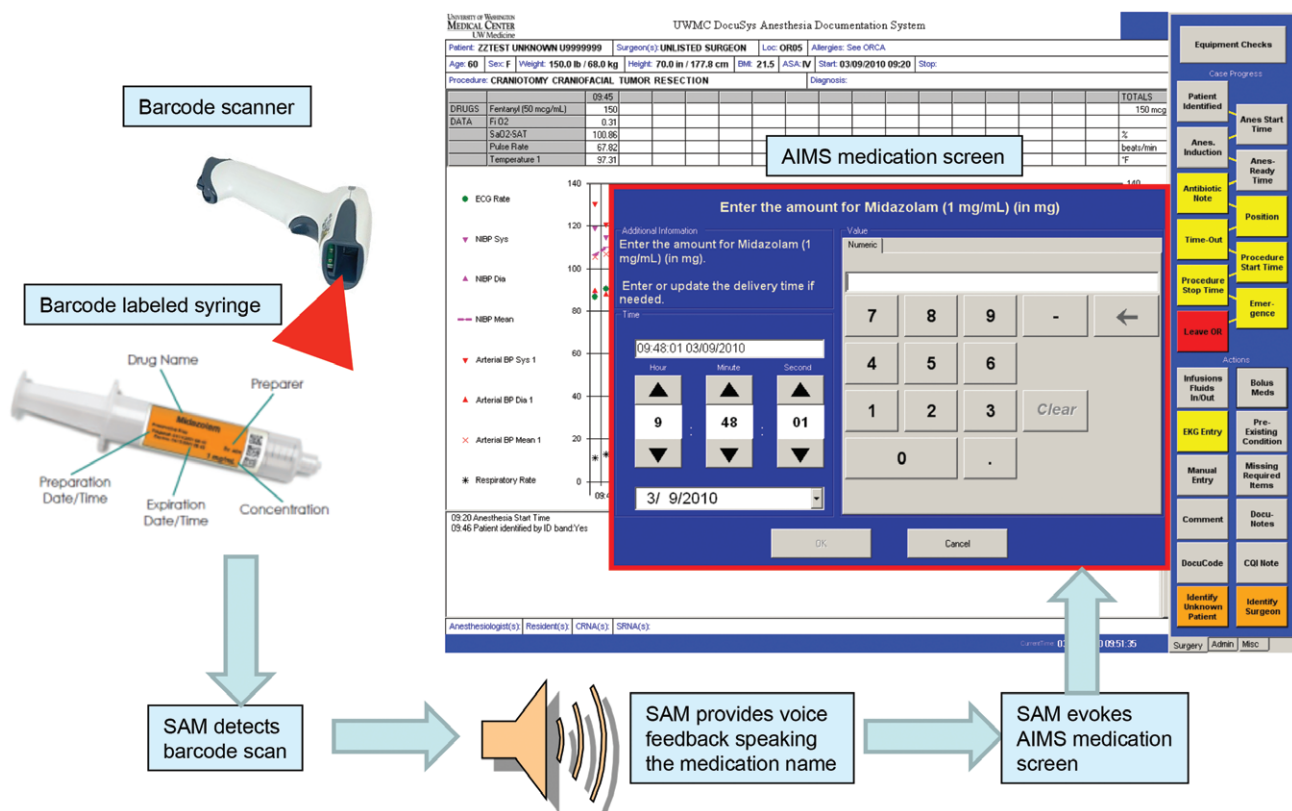 UNIVERSITY OF WASHINGTON
MEDICAL CENTER
UW Medicine
UWMC DocuSys Anesthesia Documentation System
Patient: ZZTEST UNKNOWN U9999999 Surgeon(s): UNLISTED SURGEON Loc: OR05 Allergies: See ORCA
Age: 60 Sex: F Weight: 150.0 lb / 68.0 kg Height: 70.0 in / 177.8 cm BMI: 21.5 ASA: IV Start: 03/09/2010 09:20 Stop:
Procedure: CRANIOTOMY CRANIOFACIAL TUMOR RESECTION Diagnosis:
09:45 TOTALS
DRUGS Fentanyl (50 mcg/mL) 150 150 mcg
DATA Fi O2 0.31
SaO2-SAT 100.86 %
Pulse Rate 67.82 beats/min
Temperature 1 97.31 °F
Barcode scanner
AIMS medication screen
Barcode labeled syringe
Drug Name
Preparer
Midazolam
1 mg/mL
Preparation
Date/Time
Expiration
Date/Time
Concentration
ECG Rate
NIBP Sys
NIBP Dia
NIBP Mean
Arterial BP Sys 1
Arterial BP Dia 1
Arterial BP Mean 1
Respiratory Rate
140
120
100
80
60
40
20
0
140
Enter the amount for Midazolam (1 mg/mL) (in mg)
Additional Information
Enter the amount for Midazolam (1
mg/mL) (in mg).
Enter or update the delivery time if
needed.
Time
09:48:01 03/09/2010
Hour Minute Second
9 : 48 : 01
3/ 9/2010
Value
Numeric
7 8 9 - ←
4 5 6
1 2 3 Clear
0 .
OK Cancel
09:20 Anesthesia Start Time
09:46 Patient identified by ID band:Yes
Anesthesiologist(s): Resident(s): CRNA(s): SRNA(s):
Current Time 09:51:35
Equipment Checks
Case Progress
Patient
Identified
Anes Start
Time
Anes.
Induction
Anes-
Ready
Time
Antibiotic
Note
Position
Time-Out
Procedure
Start Time
Procedure
Stop Time
Emer-
gence
Leave OR
Actions
Infusions
Fluids
In/Out
Bolus
Meds
EKG Entry
Pre-
Existing
Condition
Manual
Entry
Missing
Required
Items
Comment
Docu-
Notes
DocuCode
CQI Note
Identify
Unknown
Patient
Identify
Surgeon
Surgery Admin Misc
SAM detects
barcode scan
SAM provides voice
feedback speaking
the medication name
SAM evokes
AIMS medication
screen